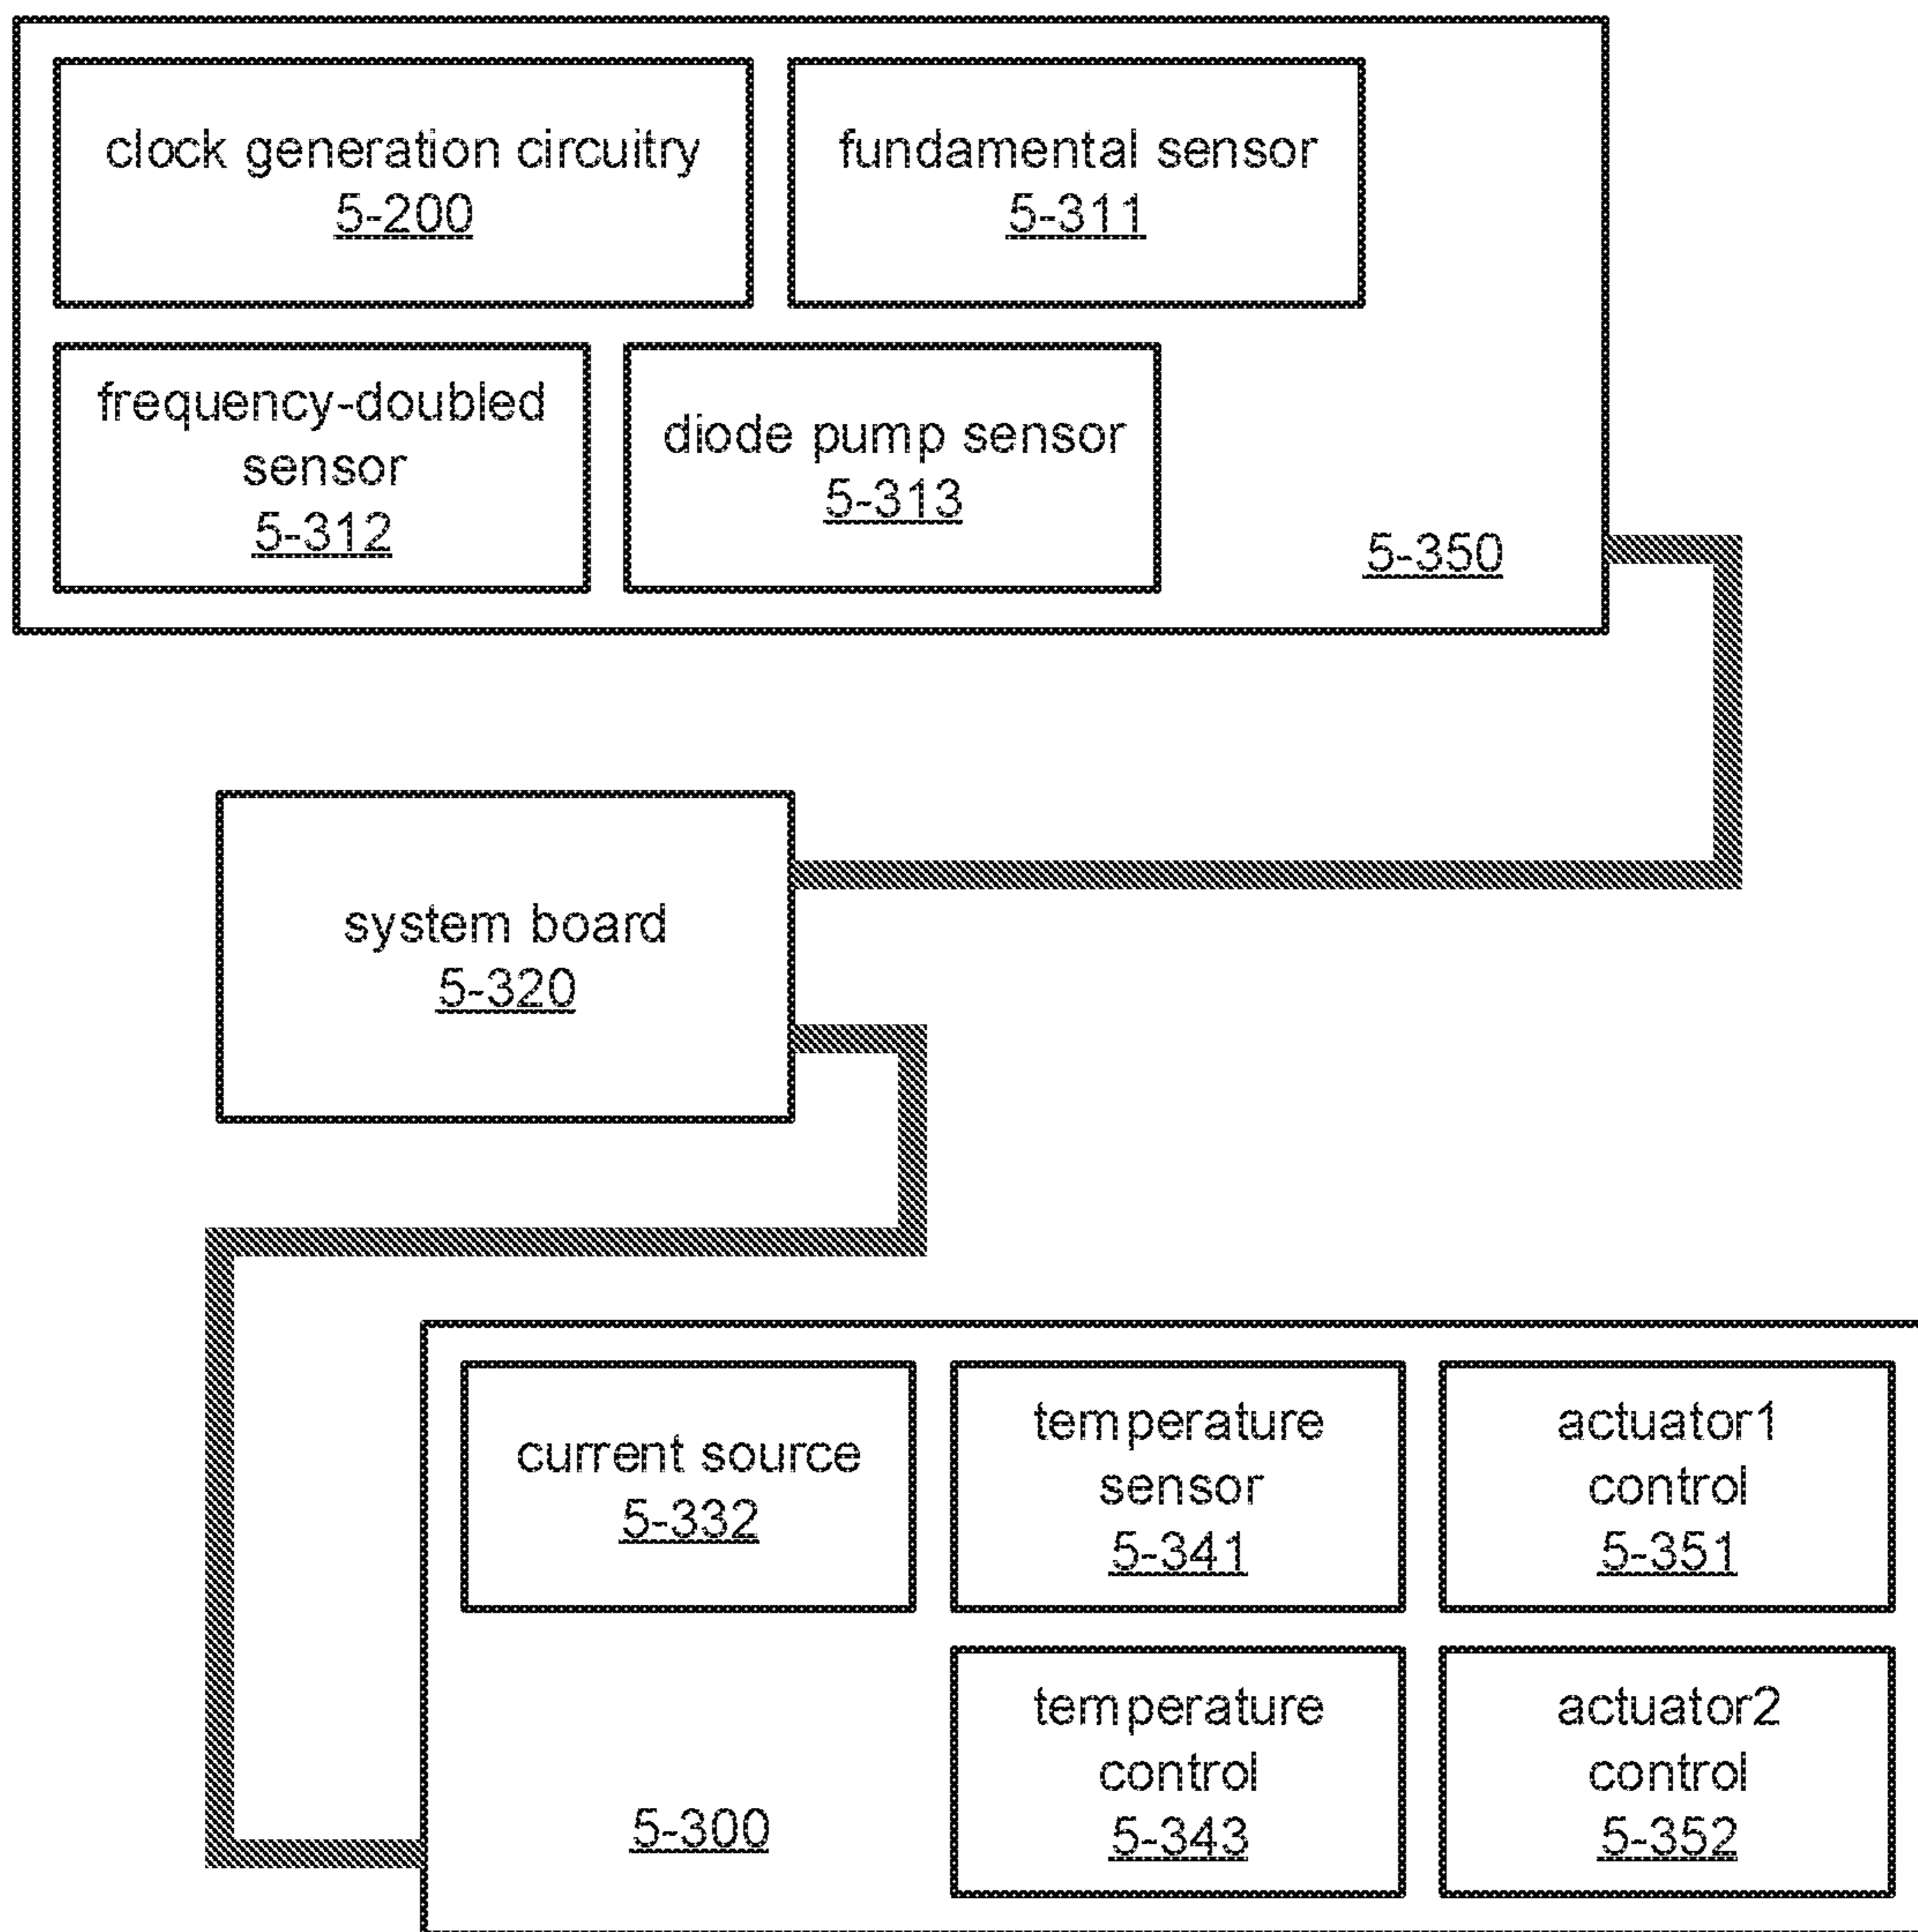 clock generation circuitry
5-200
fundamental sensor
5-311
frequency-doubled
sensor
5-312
diode pump sensor
5-313
5-350
system board
5-320
current source
5-332
temperature
sensor
5-341
actuator1
control
5-351
temperature
control
5-343
actuator2
control
5-352
5-300